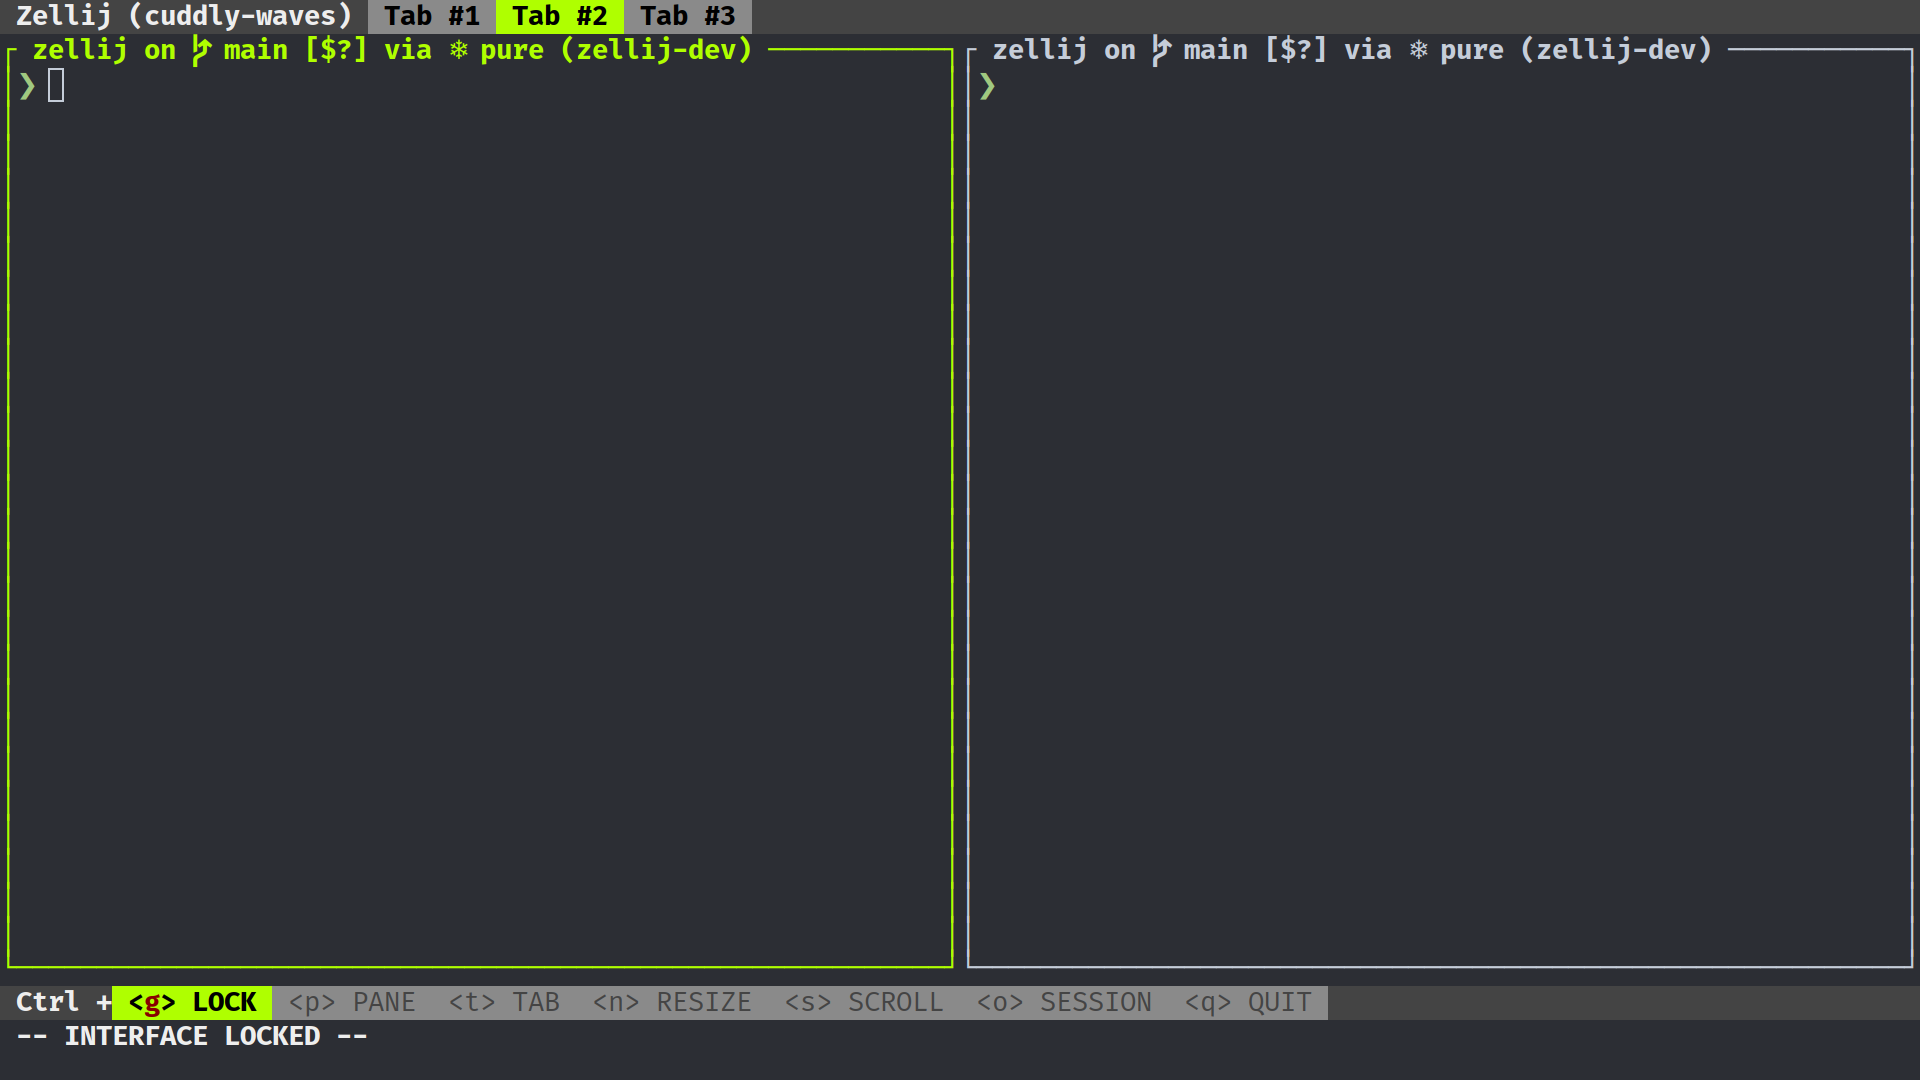 Zellij (cuddly-waves) Tab #1 Tab #2 Tab #3
zellij on main [$?] via ❄ pure (zellij-dev) zellij on main [$?] via ❄ pure (zellij-dev)
❯ ❯
Ctrl + <g> LOCK <p> PANE <t> TAB <n> RESIZE <s> SCROLL <o> SESSION <q> QUIT
-- INTERFACE LOCKED --